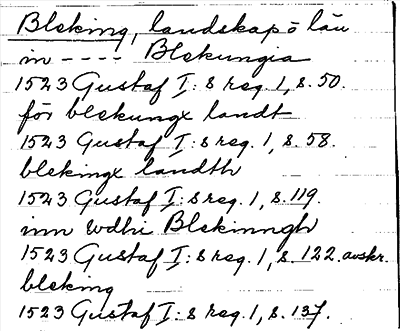 Bleking, landskap o län
in ---- Blekungia
1523 Gustaf I:s reg. 1, s. 50.
för blekungx landt
1523 Gustaf I:s reg. 1, s. 58.
blekingx landth
1523 Gustaf I:s reg. 1, s. 119.
inn wdhi Blekinngh
1523 Gustaf I:s reg. 1, s. 122. avskr.
bleking
1523 Gustaf I:s reg. 1, s. 137.